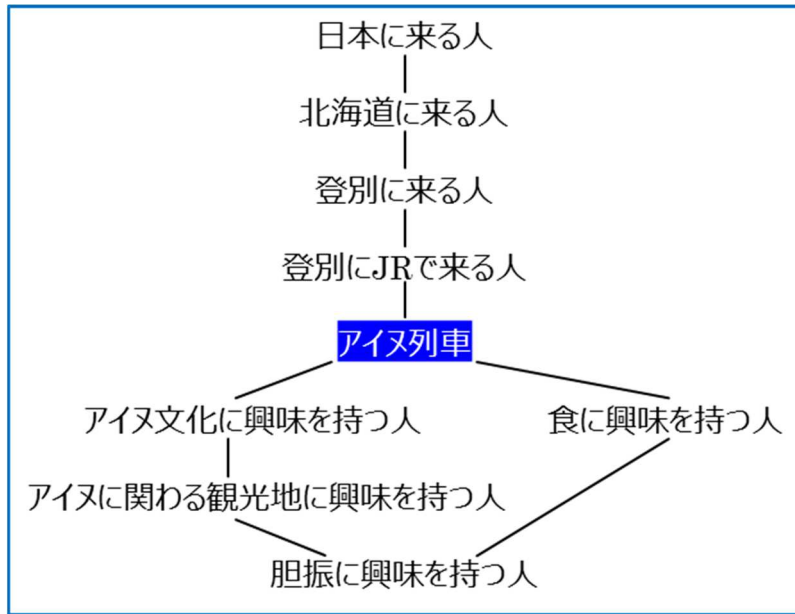 日本に来る人
北海道に来る人
登別に来る人
登別にJRで来る人
アイヌ列車
アイヌ文化に興味を持つ人
食に興味を持つ人
アイヌに関わる観光地に興味を持つ人
胆振に興味を持つ人